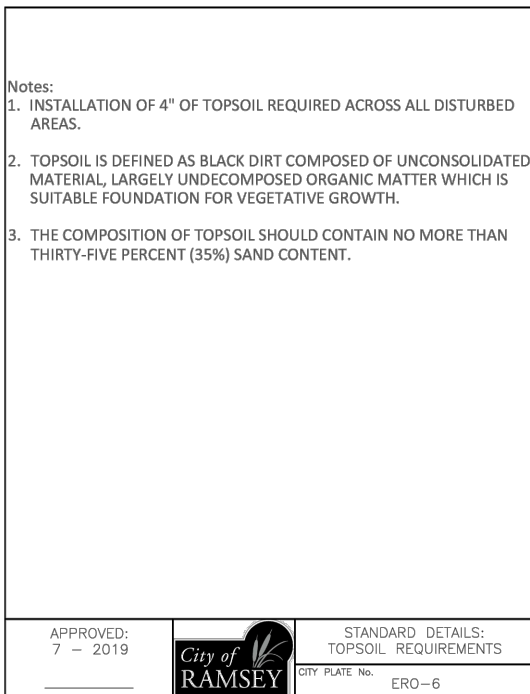 Notes:
1. INSTALLATION OF 4" OF TOPSOIL REQUIRED ACROSS ALL DISTURBED
AREAS.
2. TOPSOIL IS DEFINED AS BLACK DIRT COMPOSED OF UNCONSOLIDATED
MATERIAL, LARGELY UNDECOMPOSED ORGANIC MATTER WHICH IS
SUITABLE FOUNDATION FOR VEGETATIVE GROWTH.
3. THE COMPOSITION OF TOPSOIL SHOULD CONTAIN NO MORE THAN
THIRTY-FIVE PERCENT (35%) SAND CONTENT.
APPROVED:
7 - 2019
City of
RAMSEY
STANDARD DETAILS:
TOPSOIL REQUIREMENTS
CITY PLATE No.
ERO-6